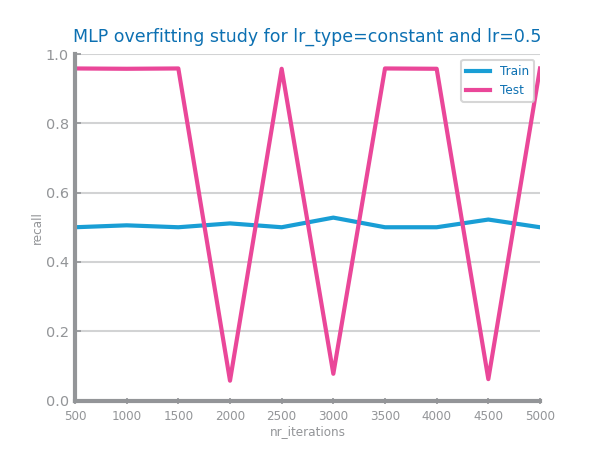 MLP overfitting study for lr_type=constant and lr=0.5
1.0
0.8
0.6
0.4
0.2
0.0
recall
Train
Test
500 1000 1500 2000 2500 3000 3500 4000 4500 5000
nr_iterations